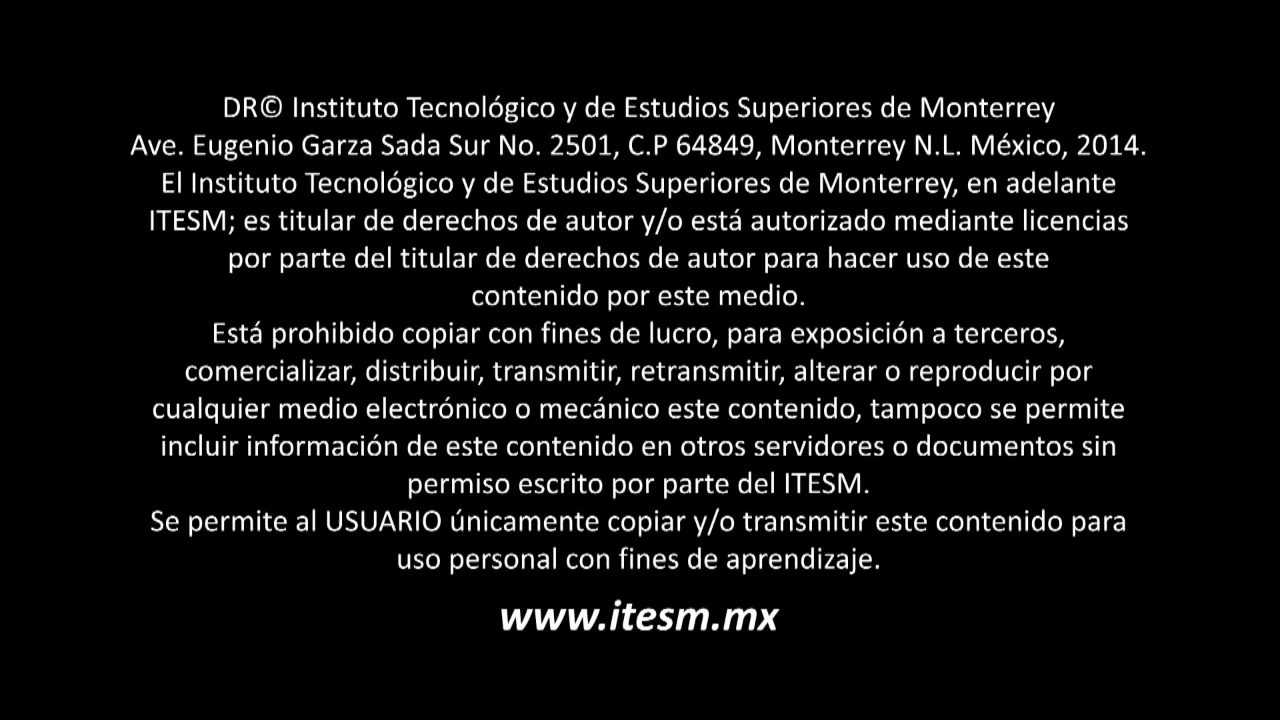 DR© Instituto Tecnológico y de Estudios Superiores de Monterrey
Ave. Eugenio Garza Sada Sur No. 2501, C.P 64849, Monterrey N.L. México, 2014.
El Instituto Tecnológico y de Estudios Superiores de Monterrey, en adelante
ITESM; es titular de derechos de autor y/o está autorizado mediante licencias
por parte del titular de derechos de autor para hacer uso de este
contenido por este medio.
Está prohibido copiar con fines de lucro, para exposición a terceros,
comercializar, distribuir, transmitir, retransmitir, alterar o reproducir por
cualquier medio electrónico o mecánico este contenido, tampoco se permite
incluir información de este contenido en otros servidores o documentos sin
permiso escrito por parte del ITESM.
Se permite al USUARIO únicamente copiar y/o transmitir este contenido para
uso personal con fines de aprendizaje.
www.itesm.mx